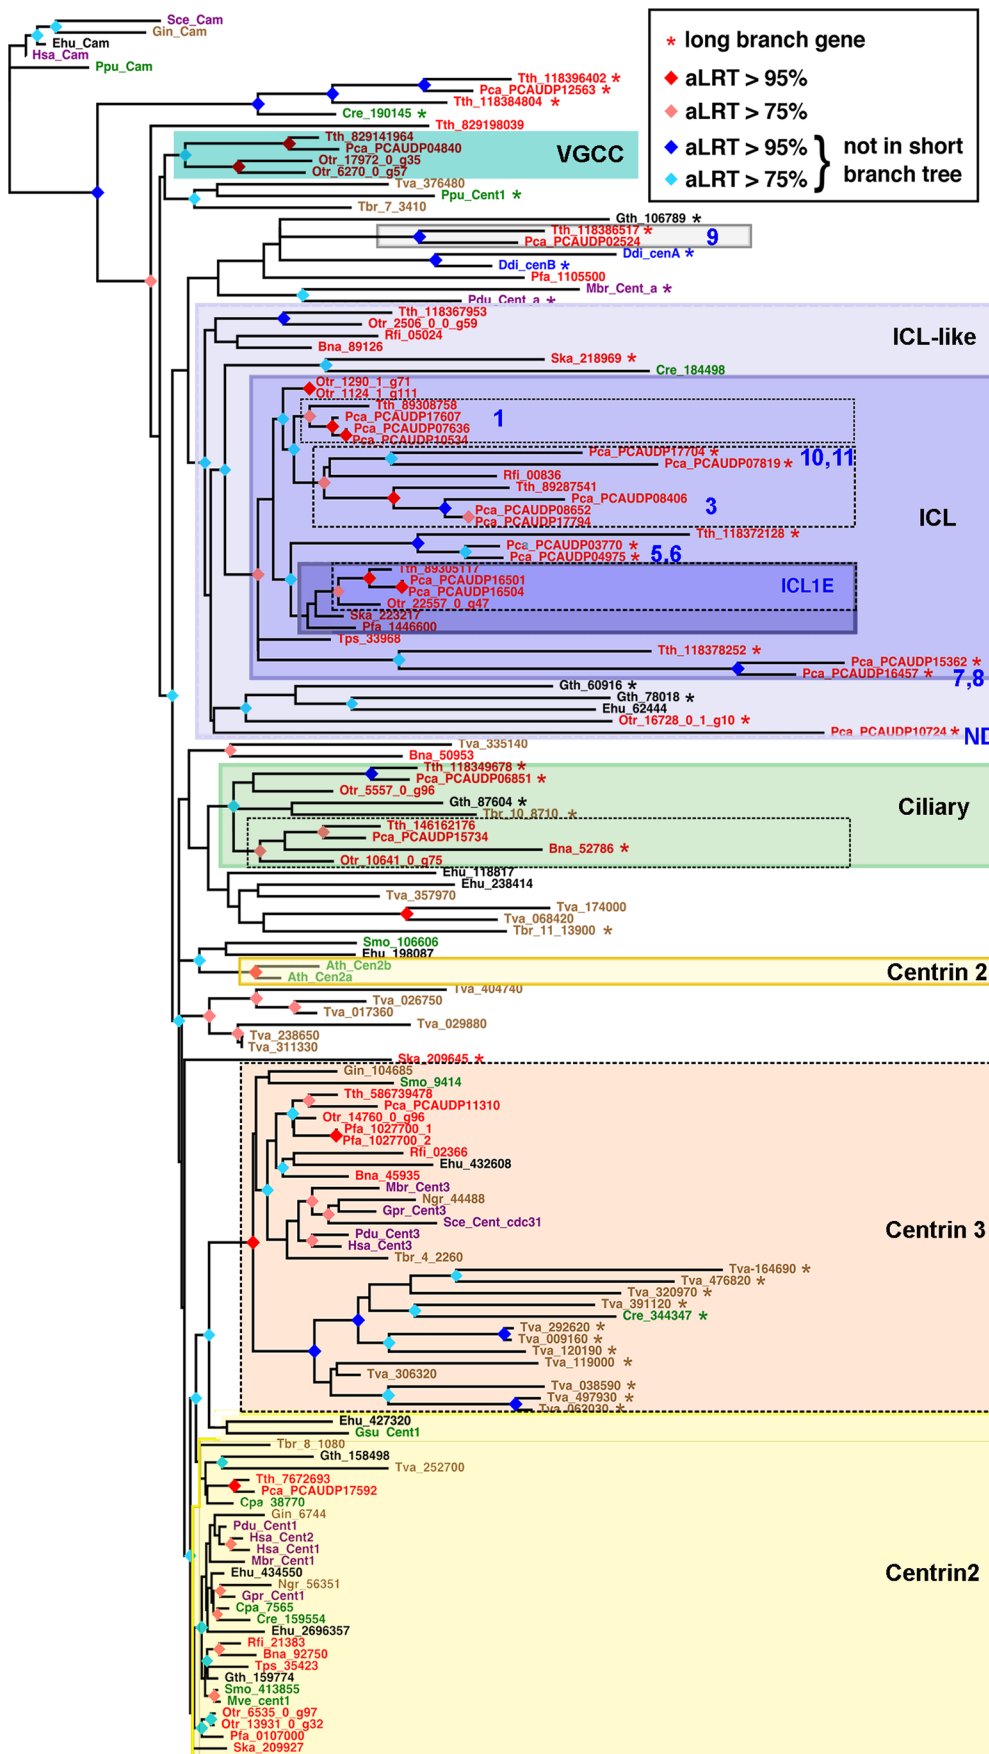 Sce_Cam
Gin_Cam
Ehu_Cam
Hsa_Cam
Ppu_Cam
* long branch gene
aLRT > 95%
aLRT > 75%
aLRT > 95%
aLRT > 75%
} not in short
branch tree
Tth_118396402 *
Pca_PCAUDP12563 *
Tth_118384804 *
Cre_190145 *
Tth_829198039
Tth_829141964
Pca_PCAUDP04840
Otr_17972_0_g35
Otr_6270_0_g57
VGCC
Tva_376480
Ppu_Cent1 *
Tbr_7_3410
Gth_106789 *
Tth_118386517 *
Pca_PCAUDP02524
9
Ddi_cenA *
Ddi_cenB *
Pfa_1105500
Mbr_Cent_a *
Pdu_Cent_a *
Tth_118367953
Otr_2506_0_0_g59
Rfi_05024
Bna_89126
ICL-like
Ska_218969 *
Cre_184498
Otr_1290_1_g71
Otr_1124_1_g111
Tth_89308758
Pca_PCAUDP17607
Pca_PCAUDP07636
Pca_PCAUDP10534
1
Pca_PCAUDP17704 *
Pca_PCAUDP07819 *
10,11
Rfi_00836
Tth_89287541
Pca_PCAUDP08406
Pca_PCAUDP08652
Pca_PCAUDP17794
3
ICL
Tth_118372128 *
Pca_PCAUDP03770 *
Pca_PCAUDP04975 *
5,6
Tth_89305117
Pca_PCAUDP16501
Pca_PCAUDP16504
Otr_22557_0_g47
ICL1E
Ska_223217
Pfa_1446600
Tps_33968
Tth_118378252 *
Pca_PCAUDP15362 *
Pca_PCAUDP16457 *
7,8
Gth_60916 *
Gth_78018 *
Ehu_62444
Otr_16728_0_1_g10 *
Pca_PCAUDP10724 *
ND
Tva_335140
Bna_50953
Tth_118349678 *
Pca_PCAUDP06851 *
Otr_5557_0_g96
Gth_87604 *
Tbr_10_8710 *
Ciliary
Tth_146162176
Pca_PCAUDP15734
Bna_52786 *
Otr_10641_0_g75
Ehu_118817
Ehu_238414
Tva_357970
Tva_174000
Tva_068420
Tbr_11_13900 *
Smo_106606
Ehu_198087
Ath_Cen2b
Ath_Cen2a
Centrin 2
Tva_404740
Tva_026750
Tva_017360
Tva_029880
Tva_238650
Tva_311330
Ska_209645 *
Gin_104685
Smo_9414
Tth_586739478
Pca_PCAUDP11310
Otr_14760_0_g96
Pfa_1027700_1
Pfa_1027700_2
Rfi_02366
Ehu_432608
Bna_45935
Mbr_Cent3
Ngr_44488
Gpr_Cent3
Sce_Cent_cdc31
Pdu_Cent3
Hsa_Cent3
Tbr_4_2260
Centrin 3
Tva-164690 *
Tva_476820 *
Tva_320970 *
Tva_391120 *
Cre_344347 *
Tva_292620 *
Tva_009160 *
Tva_120190 *
Tva_119000 *
Tva_306320
Tva_038590 *
Tva_497930 *
Tva_062030 *
Ehu_427320
Gsu_Cent1
Tbr_8_1080
Gth_158498
Tva_252700
Tth_7672693
Pca_PCAUDP17592
Cpa_38770
Gin_6744
Pdu_Cent1
Hsa_Cent2
Hsa_Cent1
Mbr_Cent1
Ehu_434550
Centrin2
Ngr_56351
Gpr_Cent1
Cpa_7565
Cre_159554
Ehu_2696357
Rfi_21383
Bna_92750
Tps_35423
Gth_159774
Smo_413855
Mve_cent1
Otr_6535_0_g97
Otr_13931_0_g32
Pfa_0107000
Ska_209927